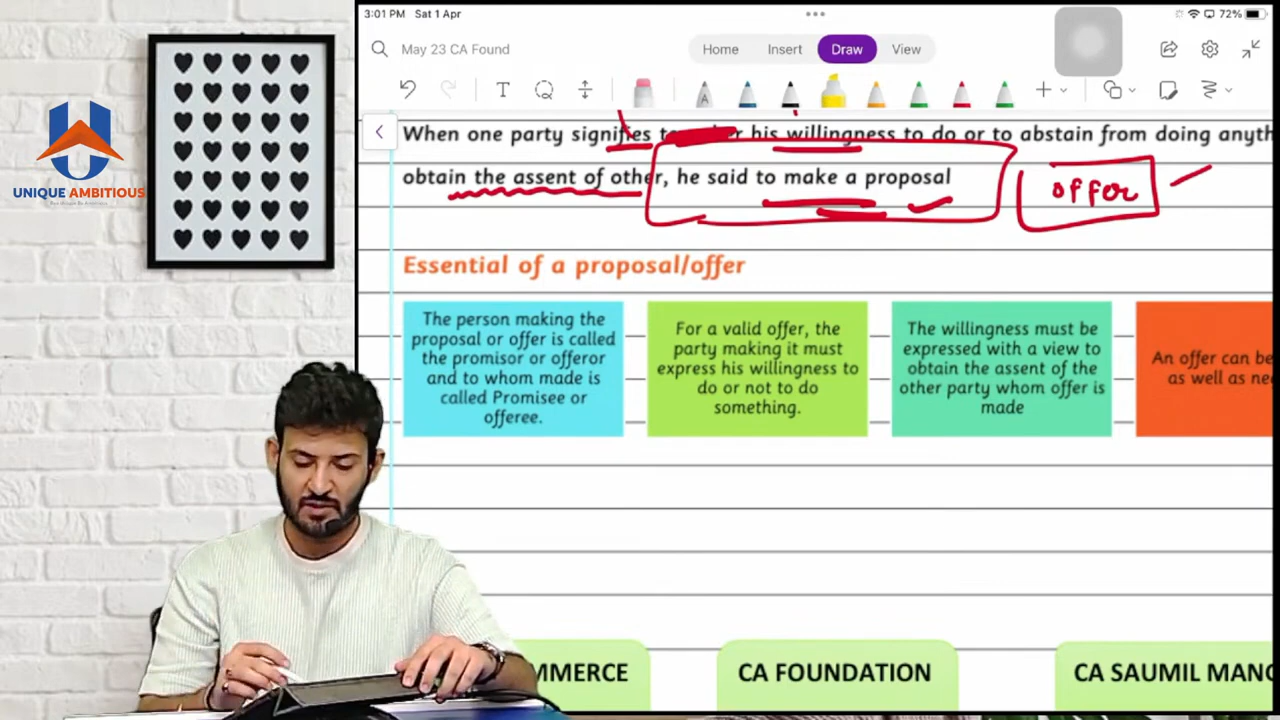 3:01 PM Sat 1 Apr
72%
May 23 CA Found
Home
Insert
Draw
View
When one party signifies his willingness to do or to abstain from doing
obtain the assent of other, he said to make a proposal
offer
UNIQUE AMBITIOUS
Essential of a proposal/offer
The person making the
proposal or offer is called
the promisor or offeror
and to whom made is
called Promisee or
offeree.
For a valid offer, the
party making it must
express his willingness to
do or not to do
something.
The willingness must be
expressed with a view to
obtain the assent of the
other party whom offer is
made
An offer can be
as well as
CA FOUNDATION
CA SAUMIL